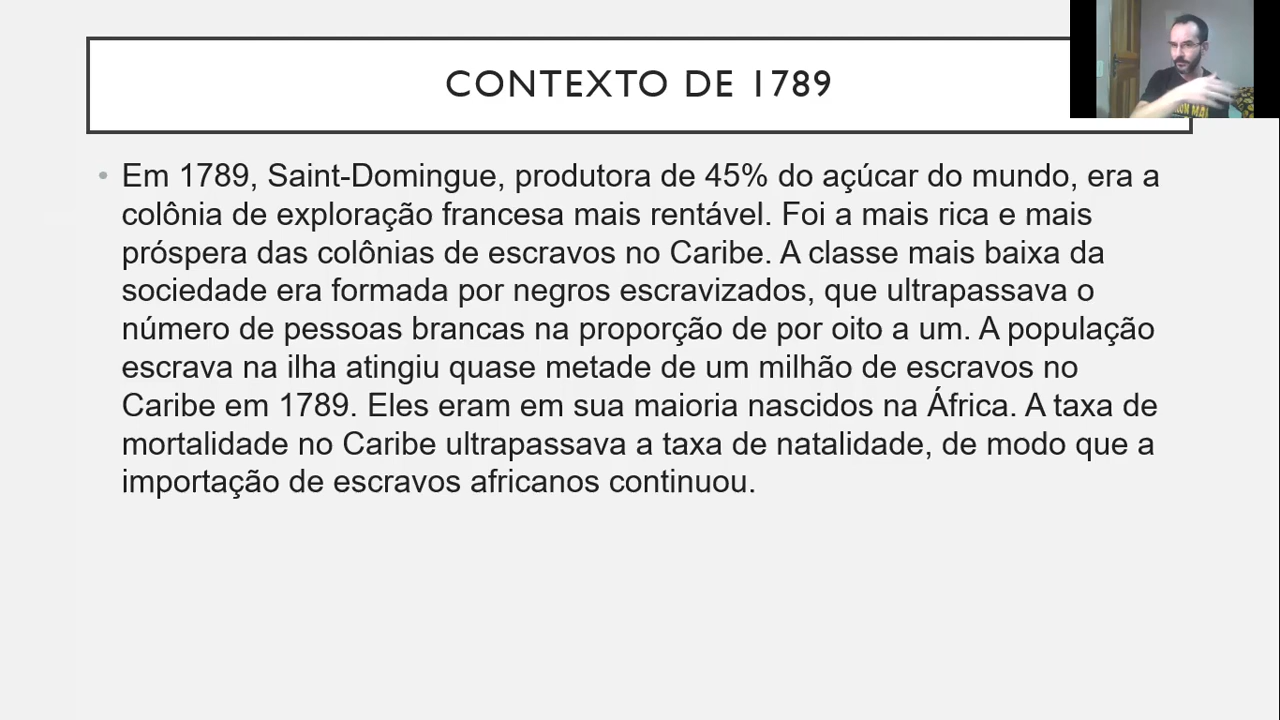 CONTEXTO DE 1789
• Em 1789, Saint-Domingue, produtora de 45% do açúcar do mundo, era a
colônia de exploração francesa mais rentável. Foi a mais rica e mais
próspera das colônias de escravos no Caribe. A classe mais baixa da
sociedade era formada por negros escravizados, que ultrapassava o
número de pessoas brancas na proporção de por oito a um. A população
escrava na ilha atingiu quase metade de um milhão de escravos no
Caribe em 1789. Eles eram em sua maioria nascidos na África. A taxa de
mortalidade no Caribe ultrapassava a taxa de natalidade, de modo que a
importação de escravos africanos continuou.